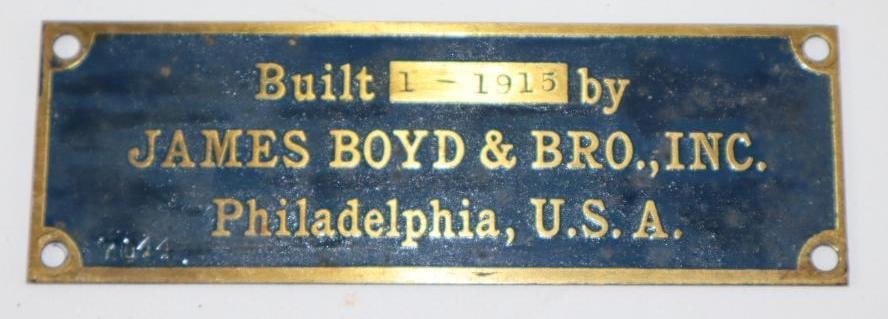 Built 1 - 1915 by
JAMES BOYD & BRO., INC.
Philadelphia, U.S.A.